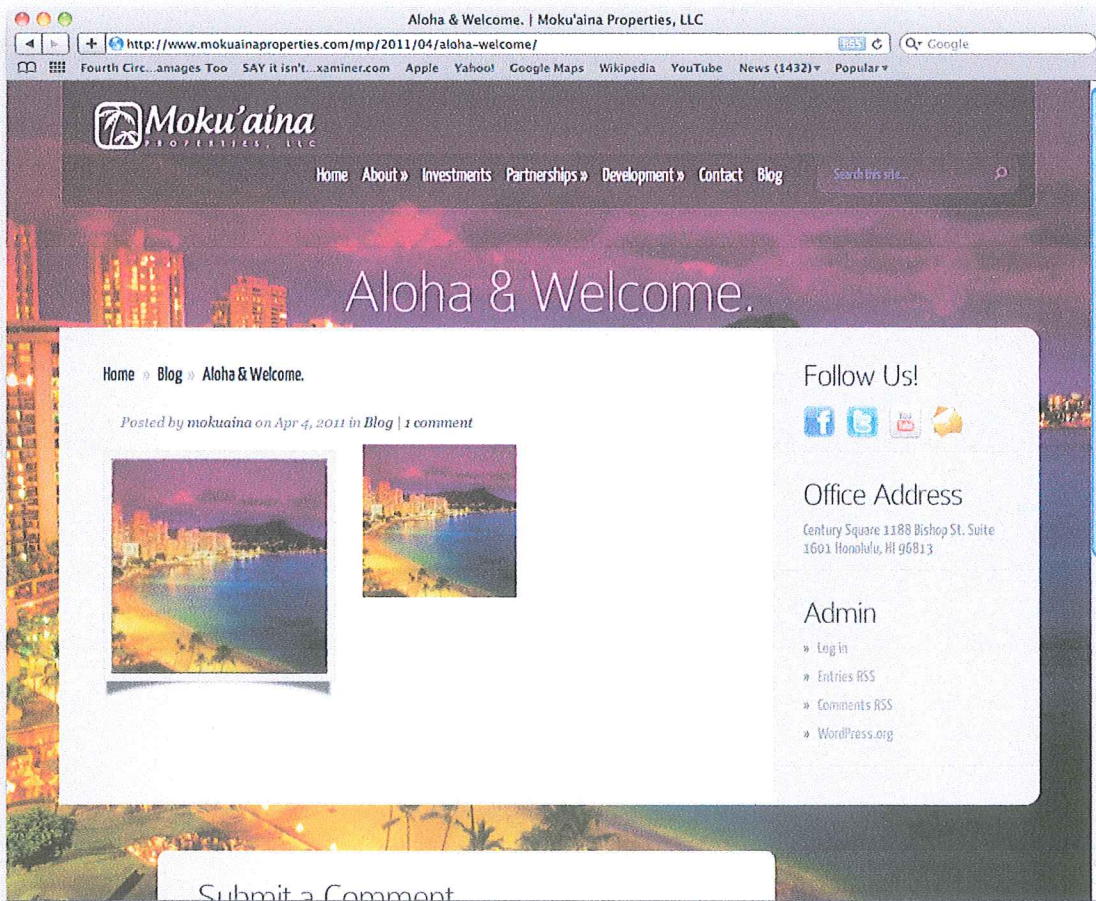 Aloha & Welcome. | Moku'aina Properties, LLC
http://www.mokuainaproperties.com/mp/2011/04/aloha-welcome/
RSS
Google
Fourth Circ...amages Too SAY it isn't...xaminer.com Apple Yahoo! Google Maps Wikipedia YouTube News (1432) Popular
Moku'aina
PROPERTIES, LLC
Home About » Investments Partnerships » Development » Contact Blog
Search this site...
Aloha & Welcome.
Home » Blog » Aloha & Welcome.
Posted by mokuaina on Apr 4, 2011 in Blog | 1 comment
Follow Us!
You
Tube
Office Address
Century Square 1188 Bishop St. Suite
1601 Honolulu, HI 96813
Admin
» Log in
» Entries RSS
» Comments RSS
» WordPress.org
Submit a Comment